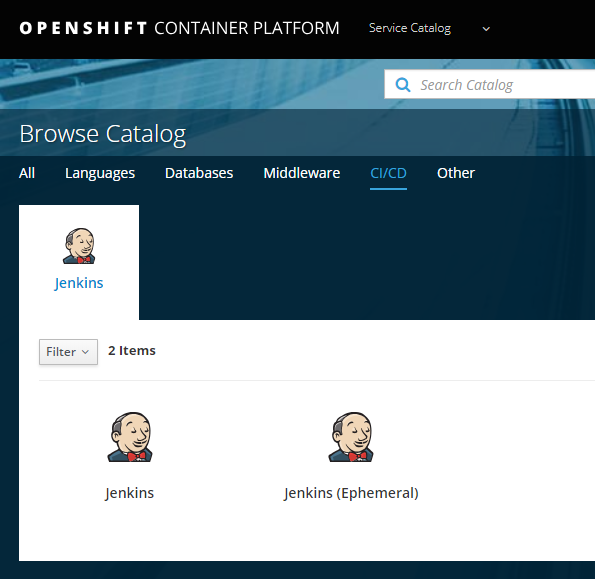 OPENSHIFT CONTAINER PLATFORM Service Catalog
Search Catalog
Browse Catalog
All Languages Databases Middleware CI/CD Other
Jenkins
Filter 2 Items
Jenkins Jenkins (Ephemeral)